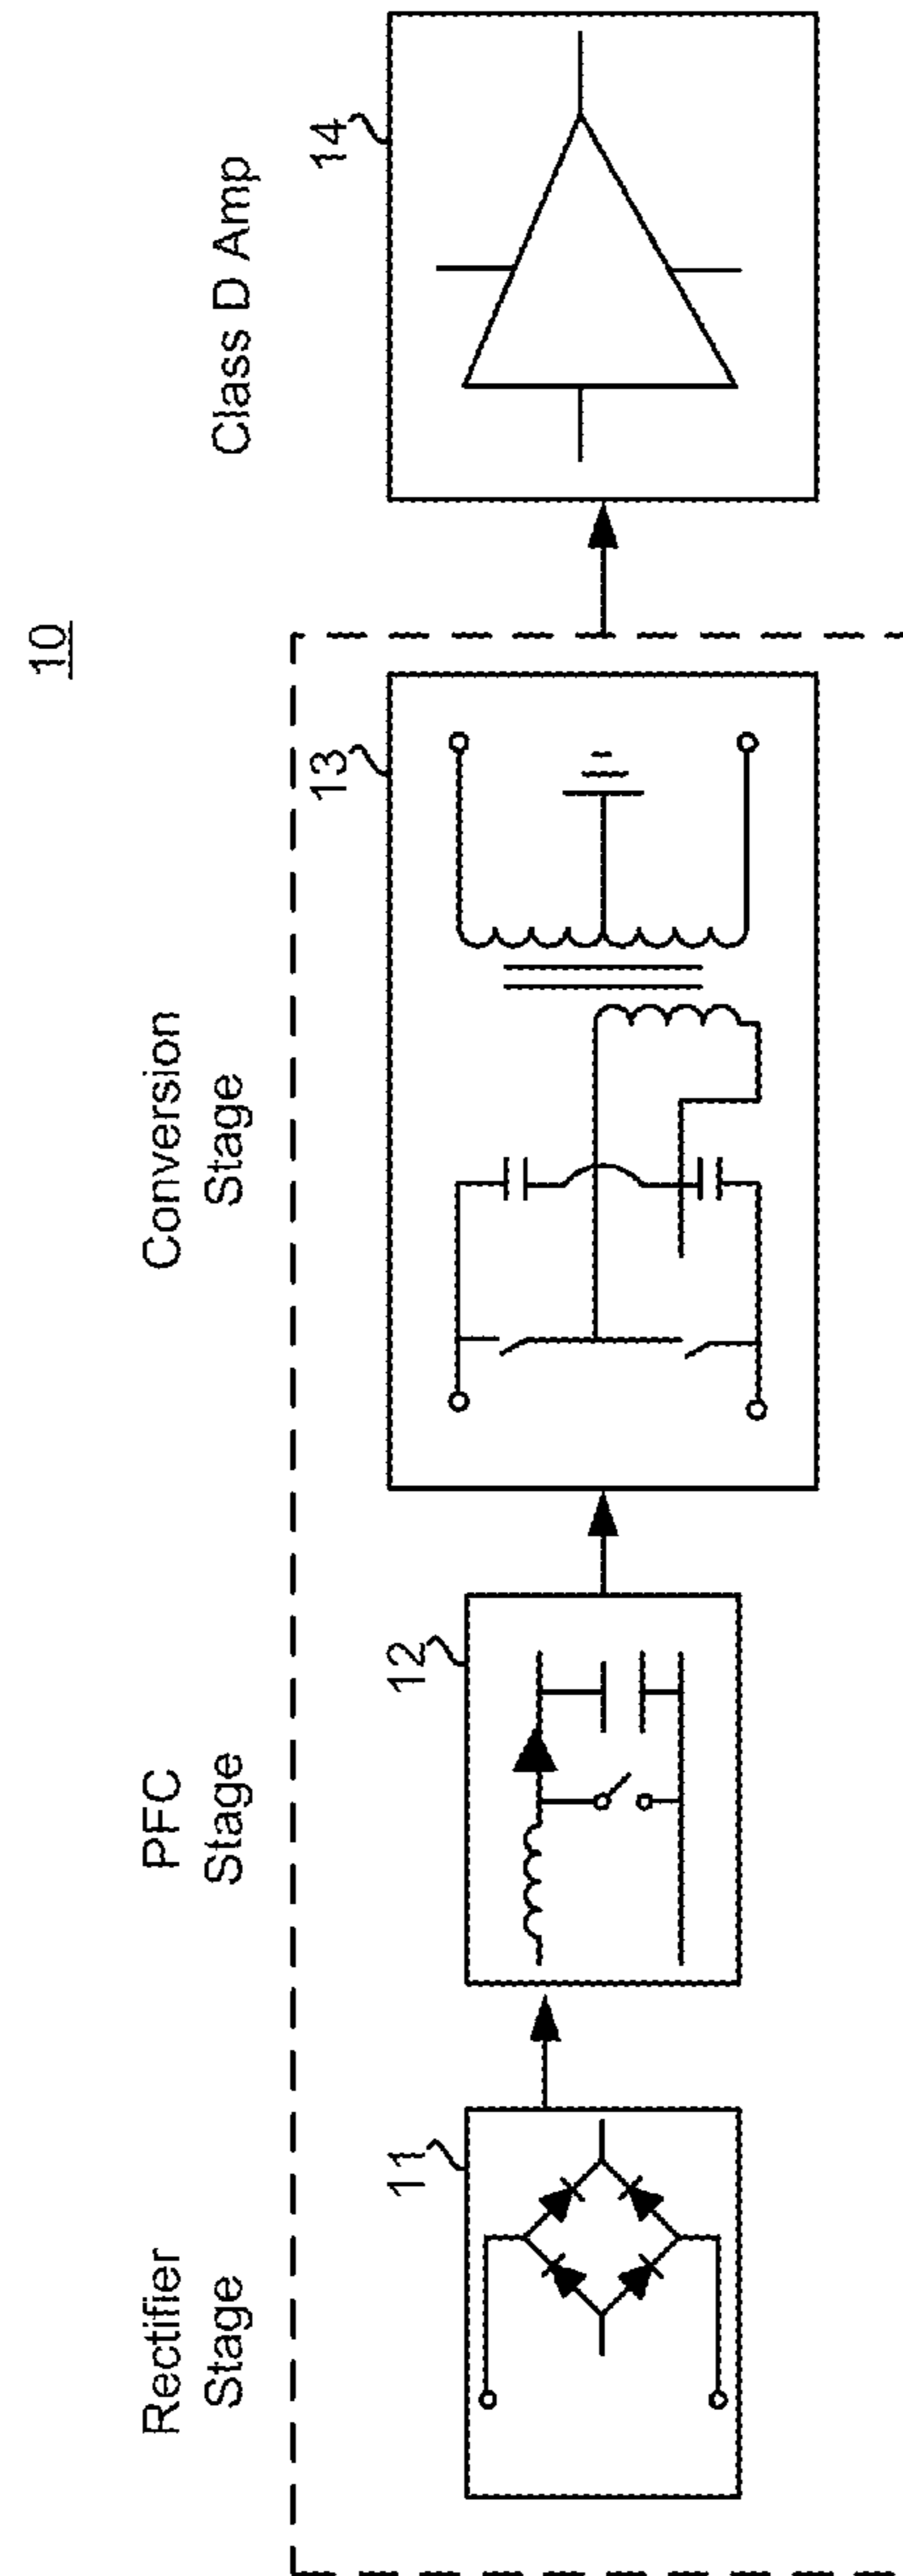 10
Rectifier
Stage
PFC
Stage
Conversion
Stage
Class D Amp
11
12
13
14